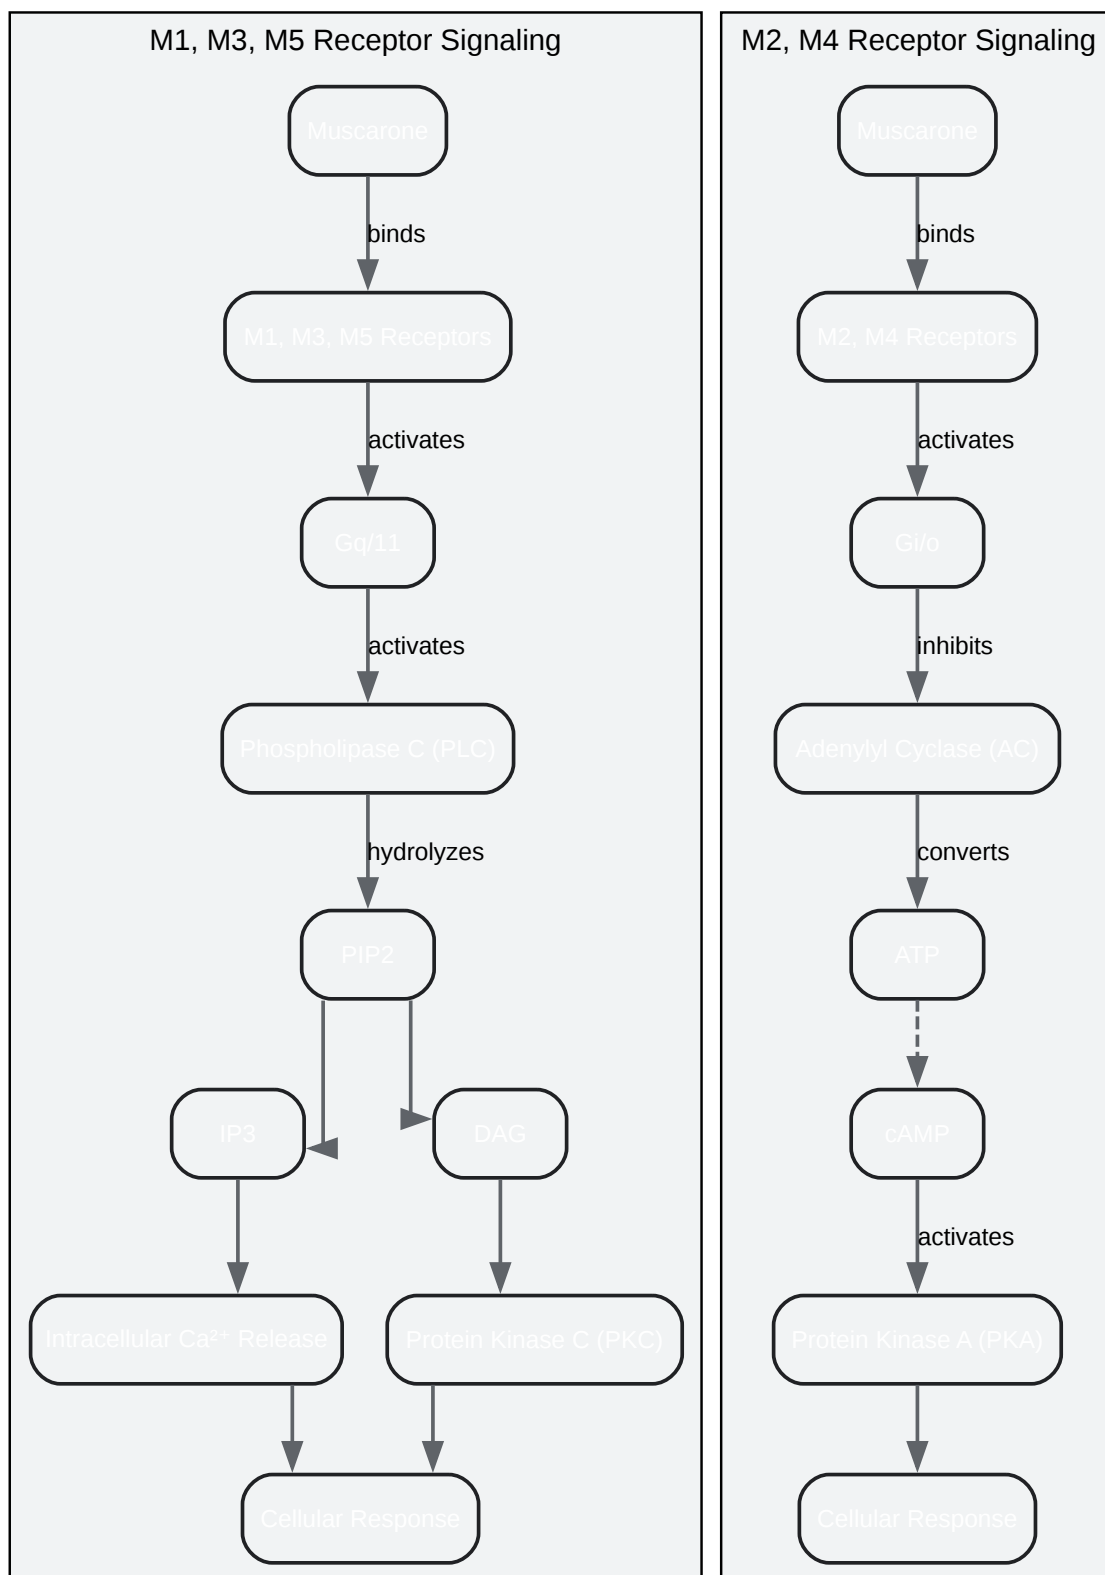 M1, M3, M5 Receptor Signaling
Muscarone
binds
M1, M3, M5 Receptors
activates
Gq/11
activates
Phospholipase C (PLC)
hydrolyzes
PIP2
IP3
DAG
Intracellular Ca²⁺ Release
Protein Kinase C (PKC)
Cellular Response
M2, M4 Receptor Signaling
Muscarone
binds
M2, M4 Receptors
activates
Gi/o
inhibits
Adenylyl Cyclase (AC)
converts
ATP
cAMP
activates
Protein Kinase A (PKA)
Cellular Response